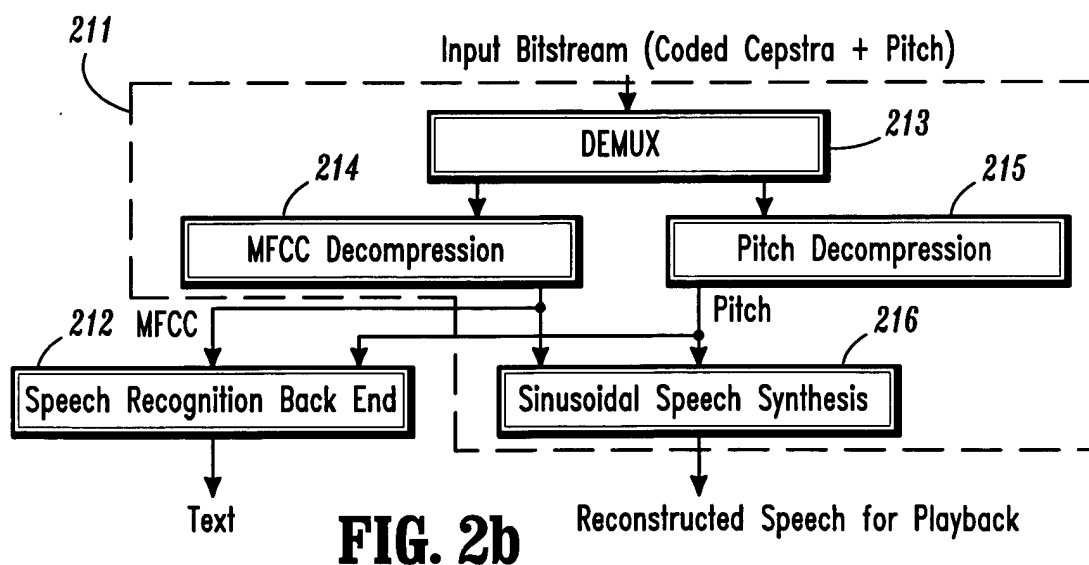 211
Input Bitstream (Coded Cepstra + Pitch)
DEMUX
213
214
215
MFCC Decompression
Pitch Decompression
212
MFCC
Pitch
216
Speech Recognition Back End
Sinusoidal Speech Synthesis
Text
Reconstructed Speech for Playback
FIG. 2b